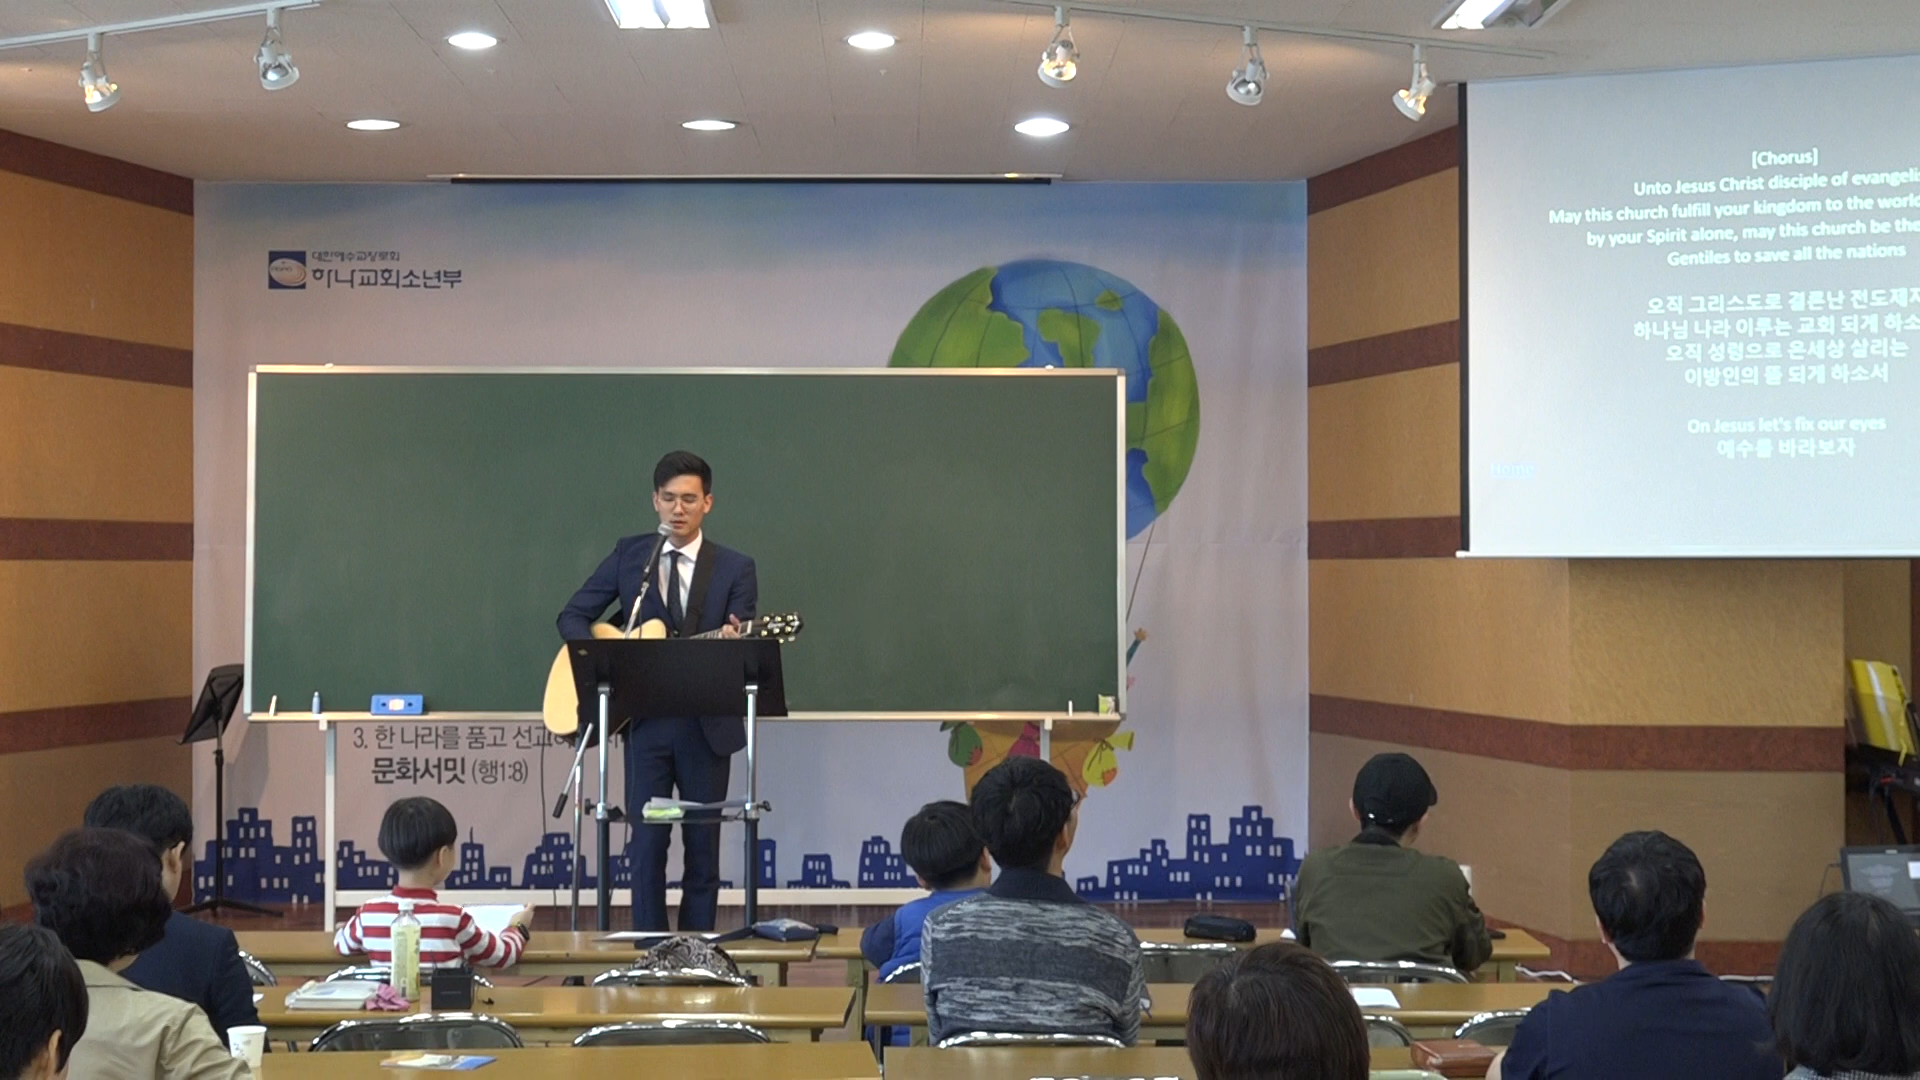 대한예수교장로회
하나교회소년부
3. 한 나라를 품고 선교
문화서밋 (행1:8)
[Chorus]
Unto Jesus Christ disciple of
May this church fulfill your kingdom to the world
by your Spirit alone, may this church be the
Gentiles to save all the nations
오직 그리스도로 결론난 전도제자
하나님 나라 이루는 교회 되게 하소
오직 성령으로 온세상 살리는
이방인의 뜰 되게 하소서
On Jesus let's fix our eyes
예수를 바라보자
Home